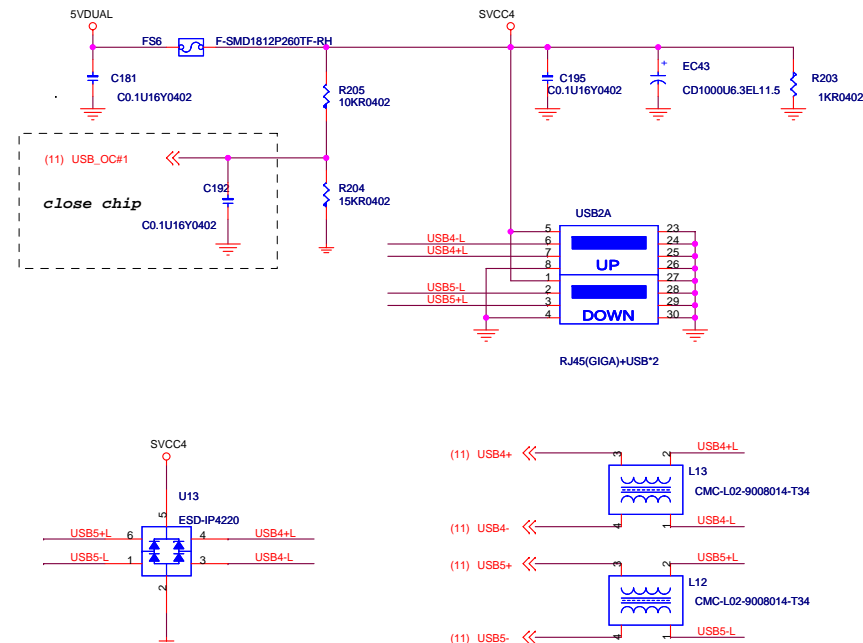 5VDUAL
SVCC4
FS6 F-SMD1812P260TF-RH
C181
C0.1U16Y0402
R205
10KR0402
C195
C0.1U16Y0402
EC43
+
CD1000U6.3EL11.5
R203
1KR0402
(11) USB_OC#1
close chip
C192
C0.1U16Y0402
R204
15KR0402
USB2A
5 23
USB4-L 6 24
USB4+L 7 25
8 26
UP
1 27
USB5-L 2 28
USB5+L 3 29
4 30
DOWN
RJ45(GIGA)+USB*2
SVCC4
U13
ESD-IP4220
5
USB5+L 6 4 USB4+L
USB5-L 1 3 USB4-L
2
(11) USB4+ 3 2 USB4+L
L13
CMC-L02-9008014-T34
(11) USB4- 4 1 USB4-L
(11) USB5+ 3 2 USB5+L
L12
CMC-L02-9008014-T34
(11) USB5- 4 1 USB5-L